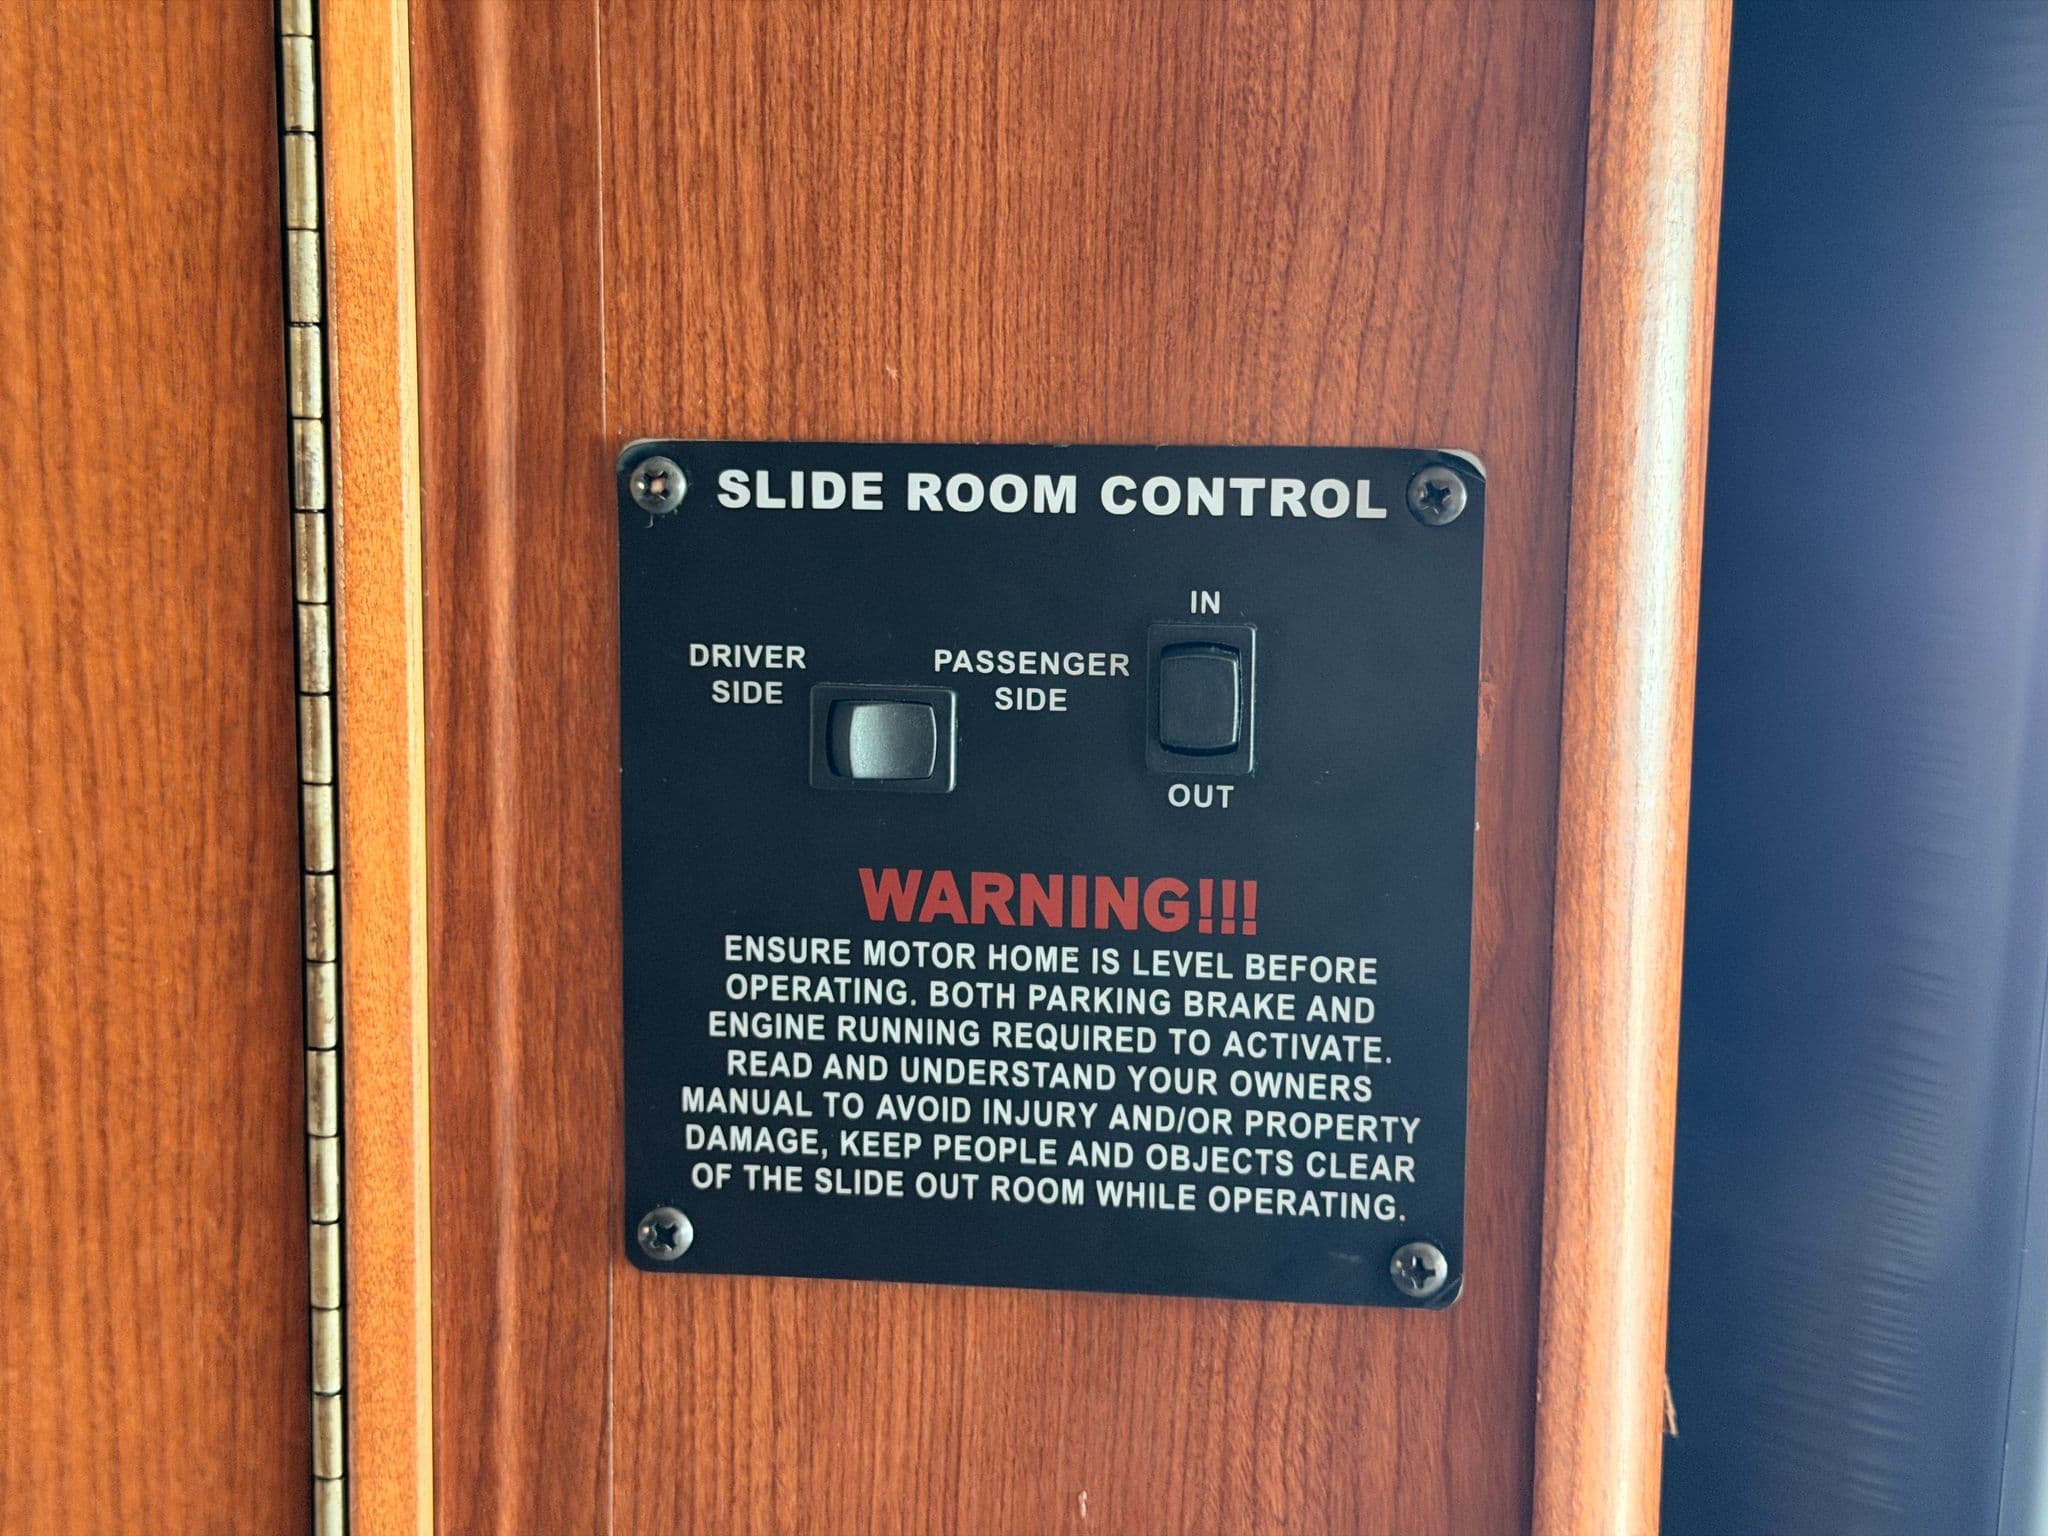 SLIDE ROOM CONTROL
IN
DRIVER
SIDE
PASSENGER
SIDE
OUT
WARNING!!!
ENSURE MOTOR HOME IS LEVEL BEFORE
OPERATING. BOTH PARKING BRAKE AND
ENGINE RUNNING REQUIRED TO ACTIVATE.
READ AND UNDERSTAND YOUR OWNERS
MANUAL TO AVOID INJURY AND/OR PROPERTY
DAMAGE, KEEP PEOPLE AND OBJECTS CLEAR
OF THE SLIDE OUT ROOM WHILE OPERATING.